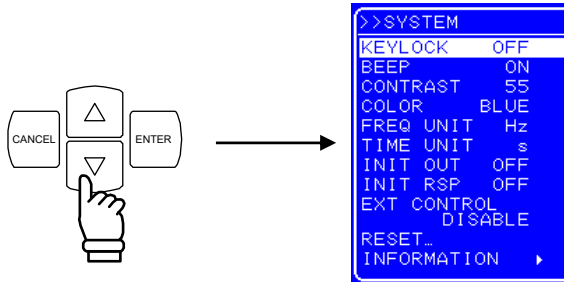 CANCEL
ENTER
>>SYSTEM
KEYLOCK OFF
BEEP ON
CONTRAST 55
COLOR BLUE
FREQ UNIT Hz
TIME UNIT s
INIT OUT OFF
INIT RSP OFF
EXT CONTROL
DISABLE
RESET…
INFORMATION